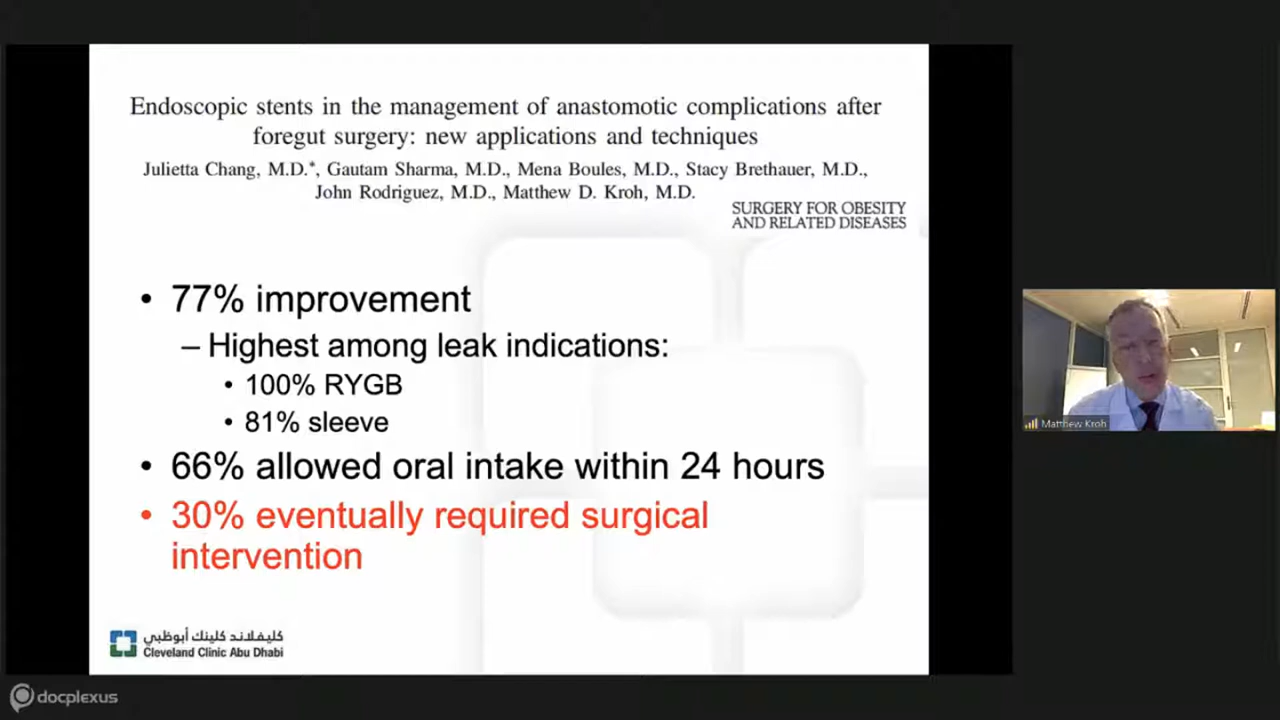 Endoscopic stents in the management of anastomotic complications after
foregut surgery: new applications and techniques
Julietta Chang, M.D.*, Gautam Sharma, M.D., Mena Boules, M.D., Stacy Brethauer, M.D.,
John Rodriguez, M.D., Matthew D. Kroh, M.D.
SURGERY FOR OBESITY
AND RELATED DISEASES
• 77% improvement
– Highest among leak indications:
• 100% RYGB
• 81% sleeve
• 66% allowed oral intake within 24 hours
• 30% eventually required surgical
intervention
كليفلاند كلينك أبوظبي
Cleveland Clinic Abu Dhabi
Matthew Kroh
docplexus